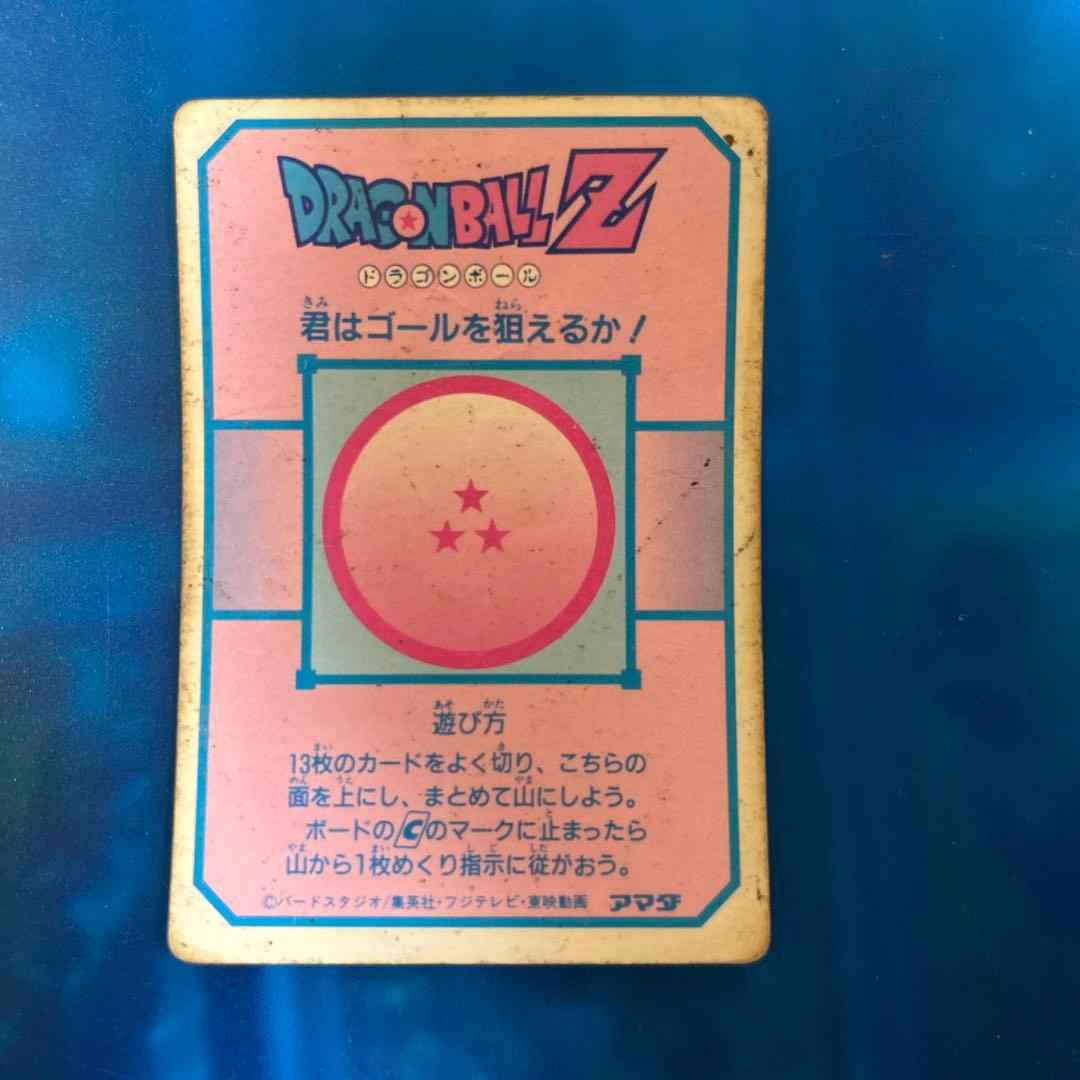 DRAGONBALL Z
ドラゴンボール
君はゴールを狙えるか!
遊び方
13枚のカードをよく切り、こちらの
面を上にし、まとめて山にしよう。
ボードのCのマークに止まったら
山から1枚めくり指示に従がおう。
©バードスタジオ/集英社・フジテレビ・東映動画 アマダ